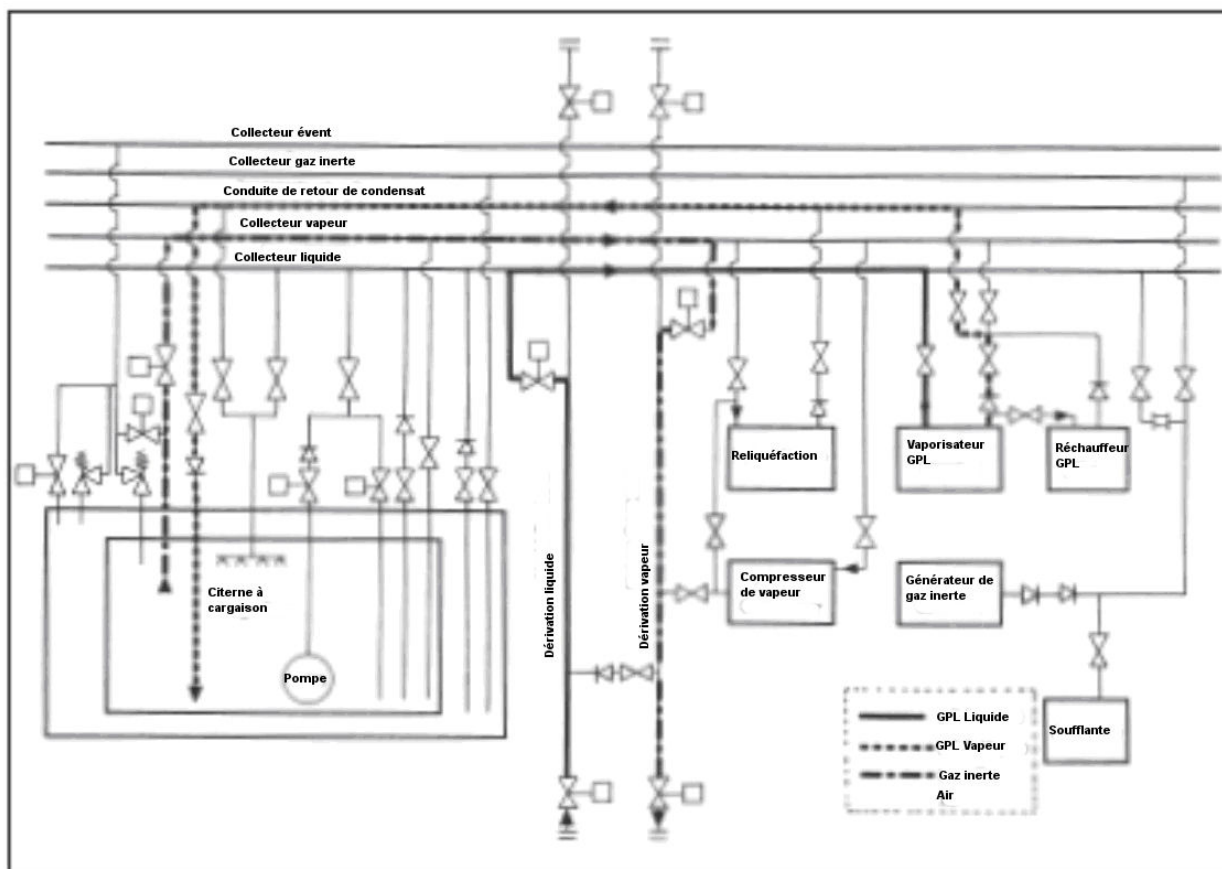 Collecteur évent
Collecteur gaz inerte
Conduite de retour de condensat
Collecteur vapeur
Collecteur liquide
Reliquéfaction
Vaporisateur
GPL
Réchauffeur
GPL
Citerne à
cargaison
Pompe
Dérivation liquide
Dérivation vapeur
Compresseur
de vapeur
Générateur de
gaz inerte
Soufflante
GPL Liquide
GPL Vapeur
Gaz inerte
Air